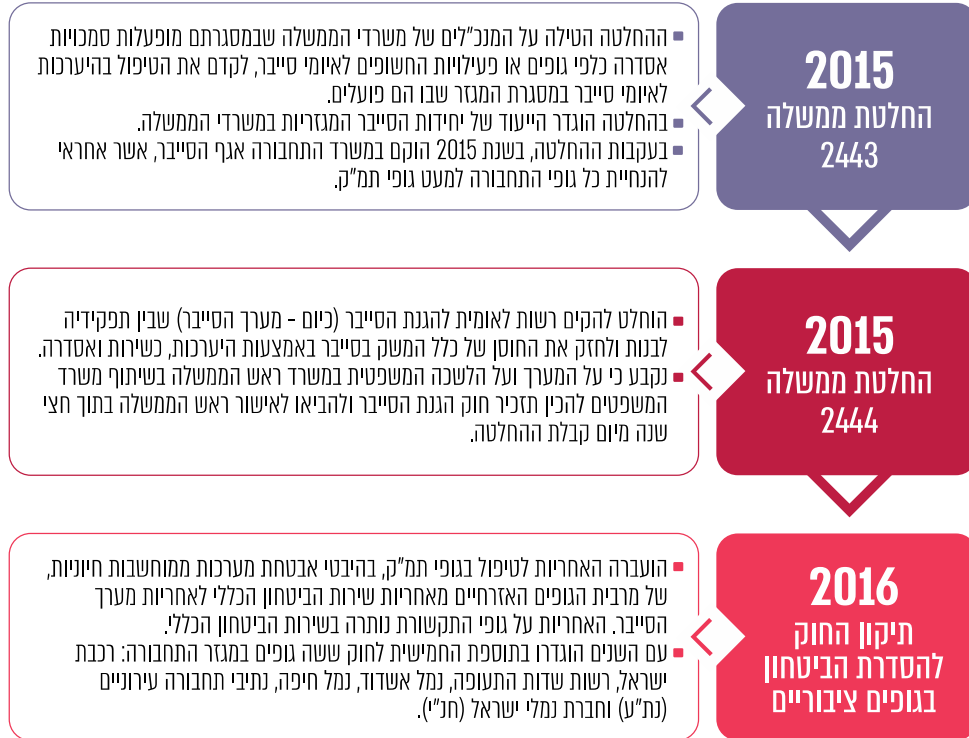 2015
החלטת ממשלה
2443
▪ ההחלטה הטילה על המנכ"לים של משרדי הממשלה שבמסגרתם מופעלות סמכויות
אסדרה כלפי גופים או פעילויות החשופים לאיומי סייבר, לקדם את הטיפול בהיערכות
לאיומי סייבר במסגרת המגזר שבו הם פועלים.
▪ בהחלטה הוגדר הייעוד של יחידות הסייבר המגזריות במשרדי הממשלה.
▪ בעקבות ההחלטה, בשנת 2015 הוקם במשרד התחבורה אגף הסייבר, אשר אחראי
להנחיית כל גופי התחבורה למעט גופי תמ"ק.
2015
החלטת ממשלה
2444
▪ הוחלט להקים רשות לאומית להגנת הסייבר (כיום - מערך הסייבר) שבין תפקידיה
לבנות ולחזק את החוסן של כלל המשק בסייבר באמצעות היערכות, כשירות ואסדרה.
▪ נקבע כי על המערך ועל הלשכה המשפטית במשרד ראש הממשלה בשיתוף משרד
המשפטים להכין תזכיר חוק הגנת הסייבר ולהביאו לאישור ראש הממשלה בתוך חצי
שנה מיום קבלת ההחלטה.
2016
תיקון החוק
להסדרת הביטחון
בגופים ציבוריים
▪ הועברה האחריות לטיפול בגופי תמ"ק, בהיבטי אבטחת מערכות ממוחשבות חיוניות,
של מרבית הגופים האזרחיים מאחריות שירות הביטחון הכללי לאחריות מערך
הסייבר. האחריות על גופי התקשורת נותרה בשירות הביטחון הכללי.
▪ עם השנים הוגדרו בתוספת החמישית לחוק ששה גופים במגזר התחבורה: רכבת
ישראל, רשות שדות התעופה, נמל אשדוד, נמל חיפה, נתיבי תחבורה עירוניים
(נת"ע) וחברת נמלי ישראל (חנ"י).